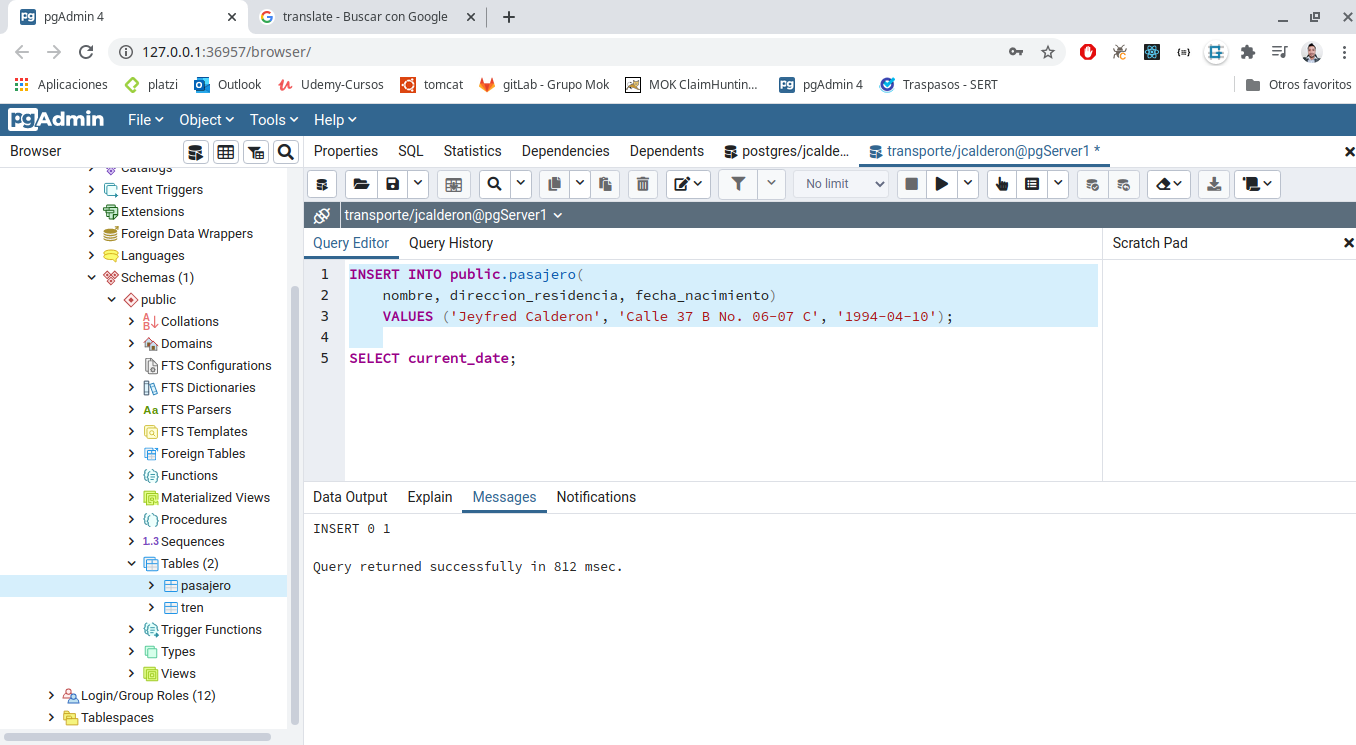 pgAdmin 4
translate - Buscar con Google
127.0.0.1:36957/browser/
Aplicaciones platzi Outlook Udemy-Cursos tomcat gitLab - Grupo Mok MOK ClaimHuntin... pgAdmin 4 Traspasos - SERT Otros favoritos
pgAdmin File Object Tools Help
Browser
Properties SQL Statistics Dependencies Dependents postgres/jcalde... transporte/jcalderon@pgServer1 *
No limit
transporte/jcalderon@pgServer1
Query Editor Query History
Scratch Pad
Catalogs
Event Triggers
Extensions
Foreign Data Wrappers
Languages
Schemas (1)
public
Collations
Domains
FTS Configurations
FTS Dictionaries
Aa FTS Parsers
FTS Templates
Foreign Tables
Functions
Materialized Views
Procedures
1..3 Sequences
Tables (2)
pasajero
tren
Trigger Functions
Types
Views
Login/Group Roles (12)
Tablespaces
1 INSERT INTO public.pasajero(
2 nombre, direccion_residencia, fecha_nacimiento)
3 VALUES ('Jeyfred Calderon', 'Calle 37 B No. 06-07 C', '1994-04-10');
4
5 SELECT current_date;
Data Output Explain Messages Notifications
INSERT 0 1
Query returned successfully in 812 msec.